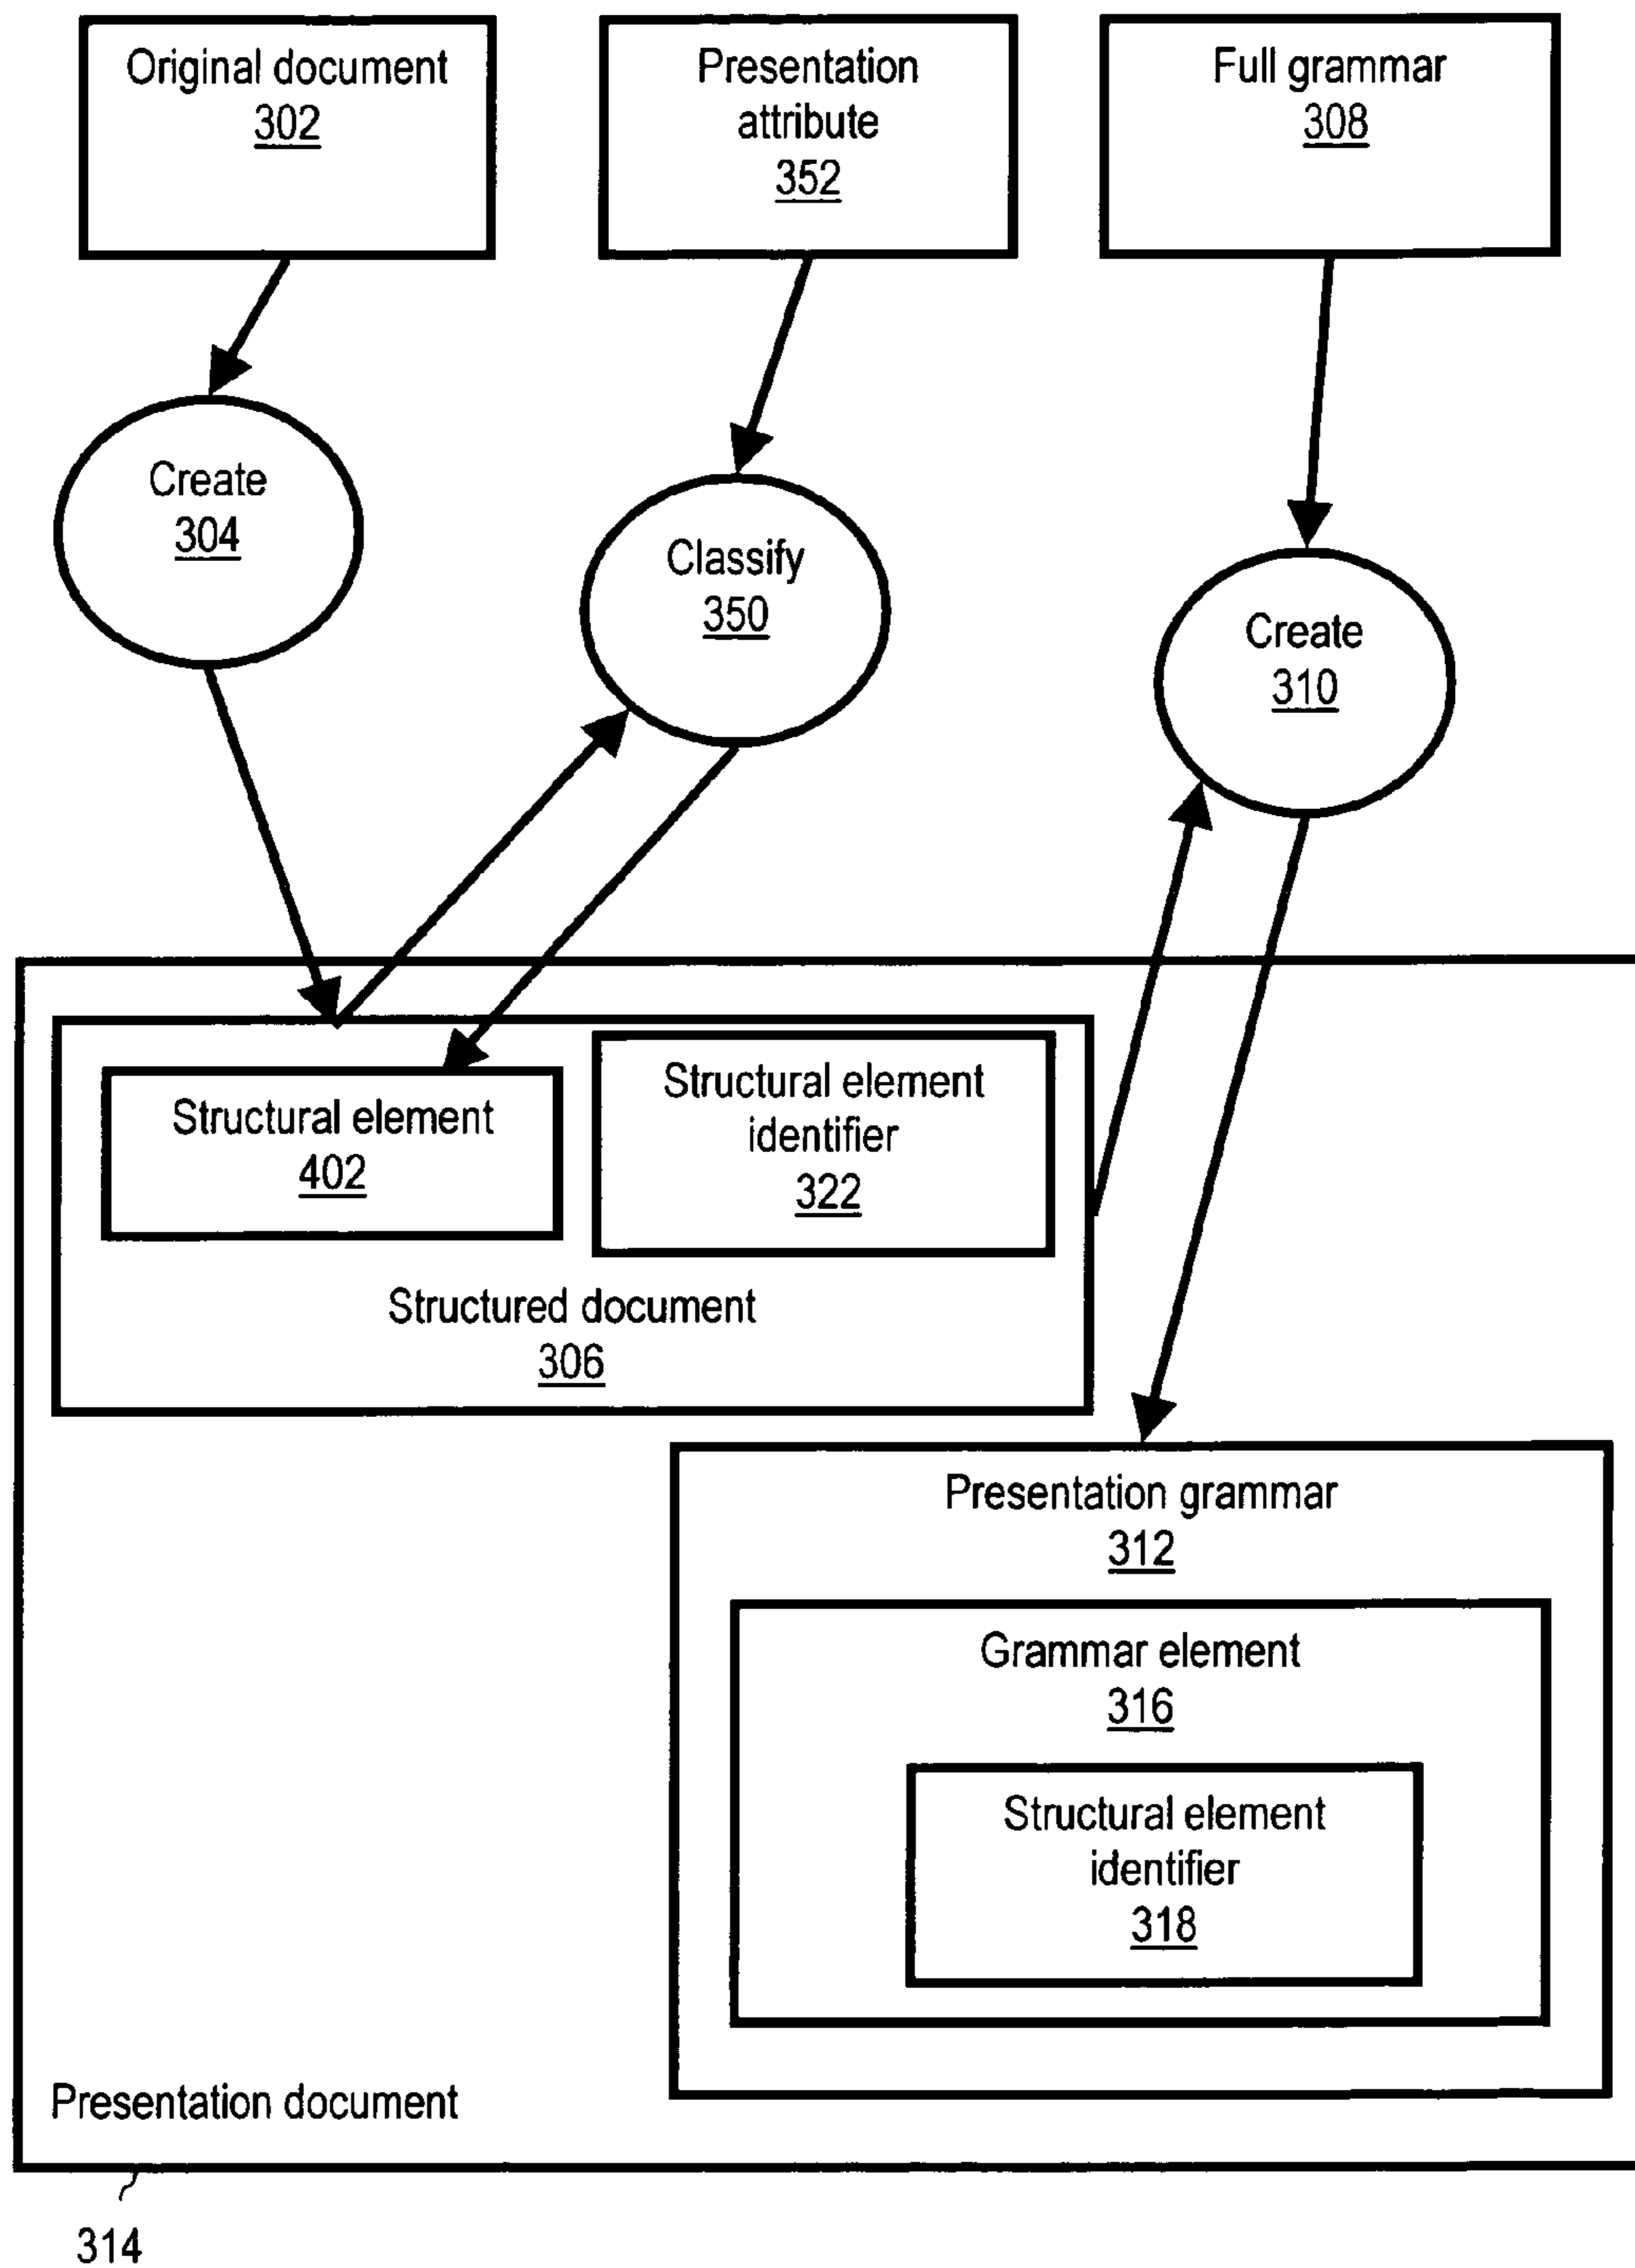 Original document
302
Presentation
attribute
352
Full grammar
308
Create
304
Classify
350
Create
310
Structural element
402
Structural element
identifier
322
Structured document
306
Presentation grammar
312
Grammar element
316
Structural element
identifier
318
Presentation document
314